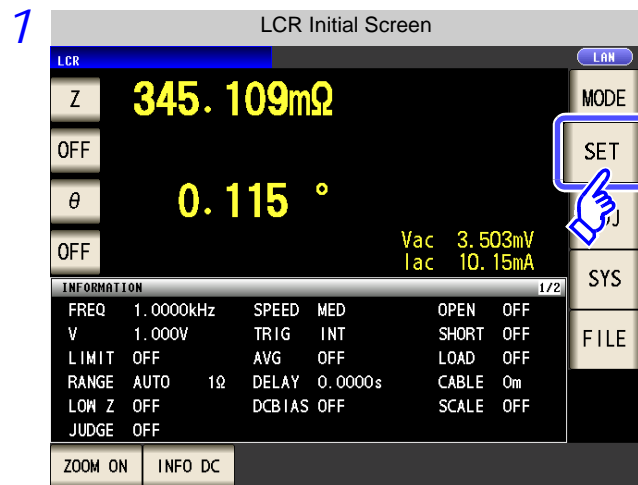 1
LCR Initial Screen
LCR
LAN
Z 345.109mΩ
MODE
OFF
SET
θ 0.115 °
OFF
Vac 3.503mV
Iac 10.15mA
SYS
INFORMATION 1/2
FREQ 1.0000kHz SPEED MED OPEN OFF
V 1.000V TRIG INT SHORT OFF
FILE
LIMIT OFF AVG OFF LOAD OFF
RANGE AUTO 1Ω DELAY 0.0000s CABLE 0m
LOW Z OFF DCBIAS OFF SCALE OFF
JUDGE OFF
ZOOM ON INFO DC